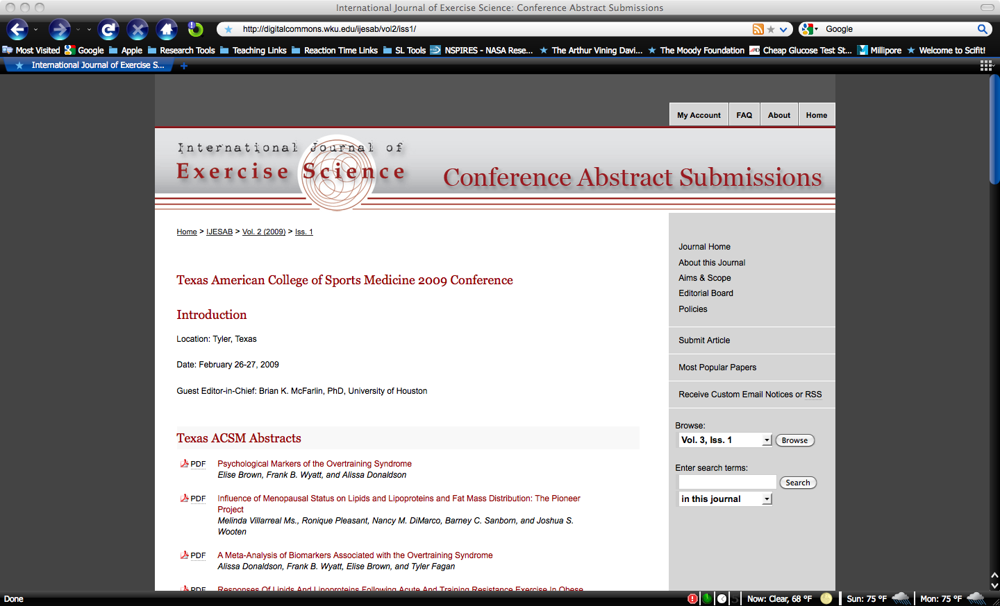 International Journal of Exercise Science: Conference Abstract Submissions
http://digitalcommons.wku.edu/ijesab/vol2/iss1/
Google
Most Visited Google Apple Research Tools Teaching Links Reaction Time Links SL Tools NSPIRES - NASA Rese... The Arthur Vining Davi... The Moody Foundation Cheap Glucose Test St... Millipore Welcome to Scifit!
International Journal of Exercise S...
My Account FAQ About Home
International Journal of
Exercise Science
Conference Abstract Submissions
Home > IJESAB > Vol. 2 (2009) > Iss. 1
Texas American College of Sports Medicine 2009 Conference
Introduction
Location: Tyler, Texas
Date: February 26-27, 2009
Guest Editor-in-Chief: Brian K. McFarlin, PhD, University of Houston
Texas ACSM Abstracts
PDF Psychological Markers of the Overtraining Syndrome
Elise Brown, Frank B. Wyatt, and Alissa Donaldson
PDF Influence of Menopausal Status on Lipids and Lipoproteins and Fat Mass Distribution: The Pioneer
Project
Melinda Villarreal Ms., Ronique Pleasant, Nancy M. DiMarco, Barney C. Sanborn, and Joshua S.
Wooten
PDF A Meta-Analysis of Biomarkers Associated with the Overtraining Syndrome
Alissa Donaldson, Frank B. Wyatt, Elise Brown, and Tyler Fagan
PDF Responses Of Lipids And Lipoproteins Following Acute And Training Resistance Exercise In Obese
Journal Home
About this Journal
Aims & Scope
Editorial Board
Policies
Submit Article
Most Popular Papers
Receive Custom Email Notices or RSS
Browse:
Vol. 3, Iss. 1 Browse
Enter search terms:
Search
in this journal
Done
Now: Clear, 68 °F Sun: 75 °F Mon: 75 °F